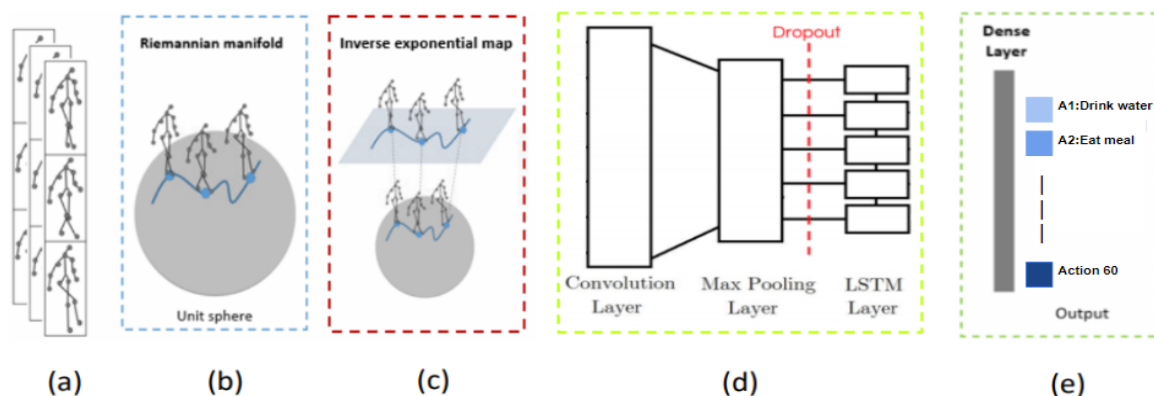 Riemannian manifold
Unit sphere
Inverse exponential map
Dropout
Convolution
Layer
Max Pooling
Layer
LSTM
Layer
Dense
Layer
A1:Drink water
A2:Eat meal
Action 60
Output
(a)
(b)
(c)
(d)
(e)